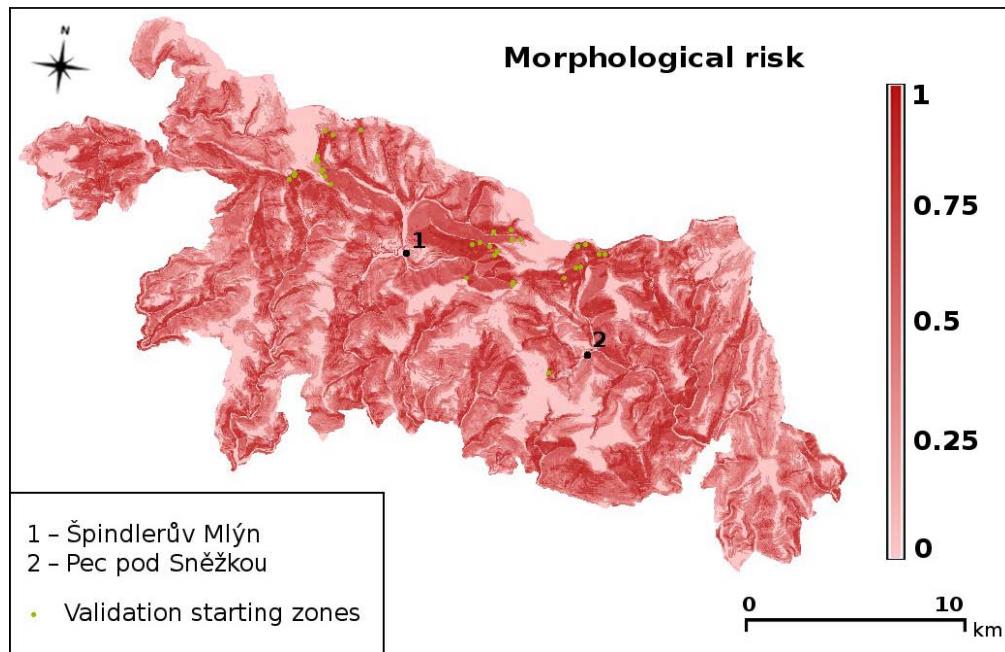 N
Morphological risk
1
0.75
0.5
0.25
0
1
2
1 – Špindlerův Mlýn
2 – Pec pod Sněžkou
Validation starting zones
0 10
km